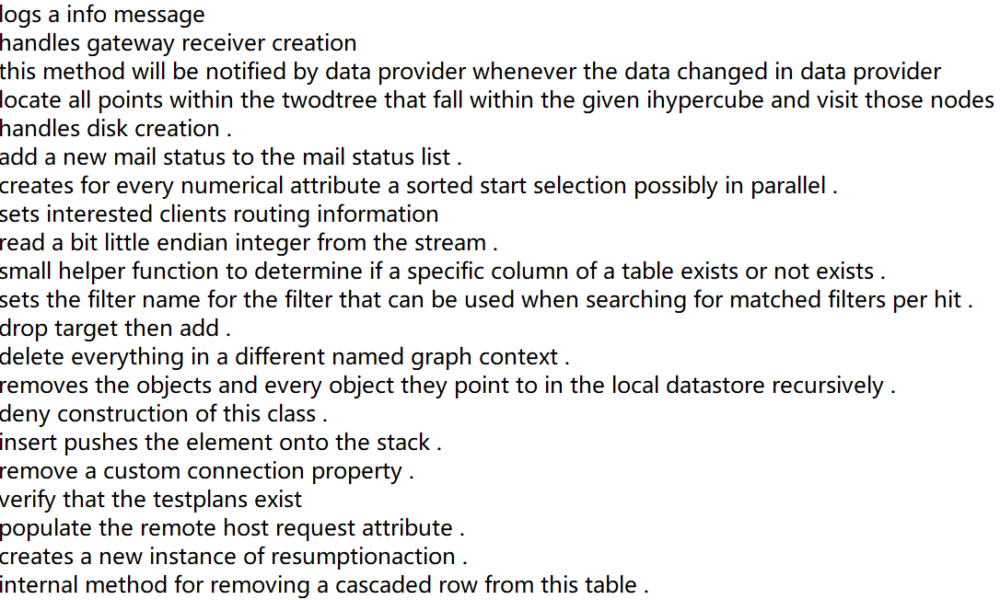 logs a info message
handles gateway receiver creation
this method will be notified by data provider whenever the data changed in data provider
locate all points within the twodtree that fall within the given ihypercube and visit those nodes
handles disk creation .
add a new mail status to the mail status list .
creates for every numerical attribute a sorted start selection possibly in parallel .
sets interested clients routing information
read a bit little endian integer from the stream .
small helper function to determine if a specific column of a table exists or not exists .
sets the filter name for the filter that can be used when searching for matched filters per hit .
drop target then add .
delete everything in a different named graph context .
removes the objects and every object they point to in the local datastore recursively .
deny construction of this class .
insert pushes the element onto the stack .
remove a custom connection property .
verify that the testplans exist
populate the remote host request attribute .
creates a new instance of resumptionaction .
internal method for removing a cascaded row from this table .